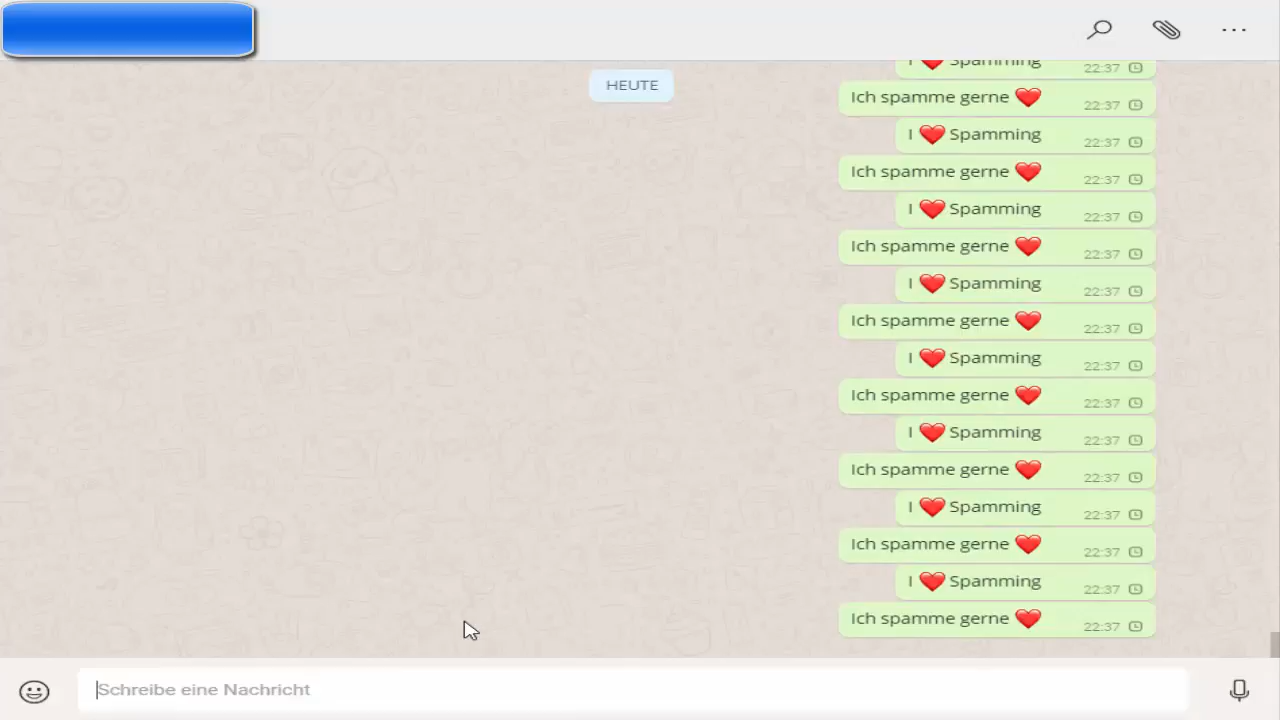 HEUTE
I ❤️ Spamming 22:37
Ich spamme gerne ❤️ 22:37
I ❤️ Spamming 22:37
Ich spamme gerne ❤️ 22:37
I ❤️ Spamming 22:37
Ich spamme gerne ❤️ 22:37
I ❤️ Spamming 22:37
Ich spamme gerne ❤️ 22:37
I ❤️ Spamming 22:37
Ich spamme gerne ❤️ 22:37
I ❤️ Spamming 22:37
Ich spamme gerne ❤️ 22:37
I ❤️ Spamming 22:37
Ich spamme gerne ❤️ 22:37
I ❤️ Spamming 22:37
Ich spamme gerne ❤️ 22:37
Schreibe eine Nachricht